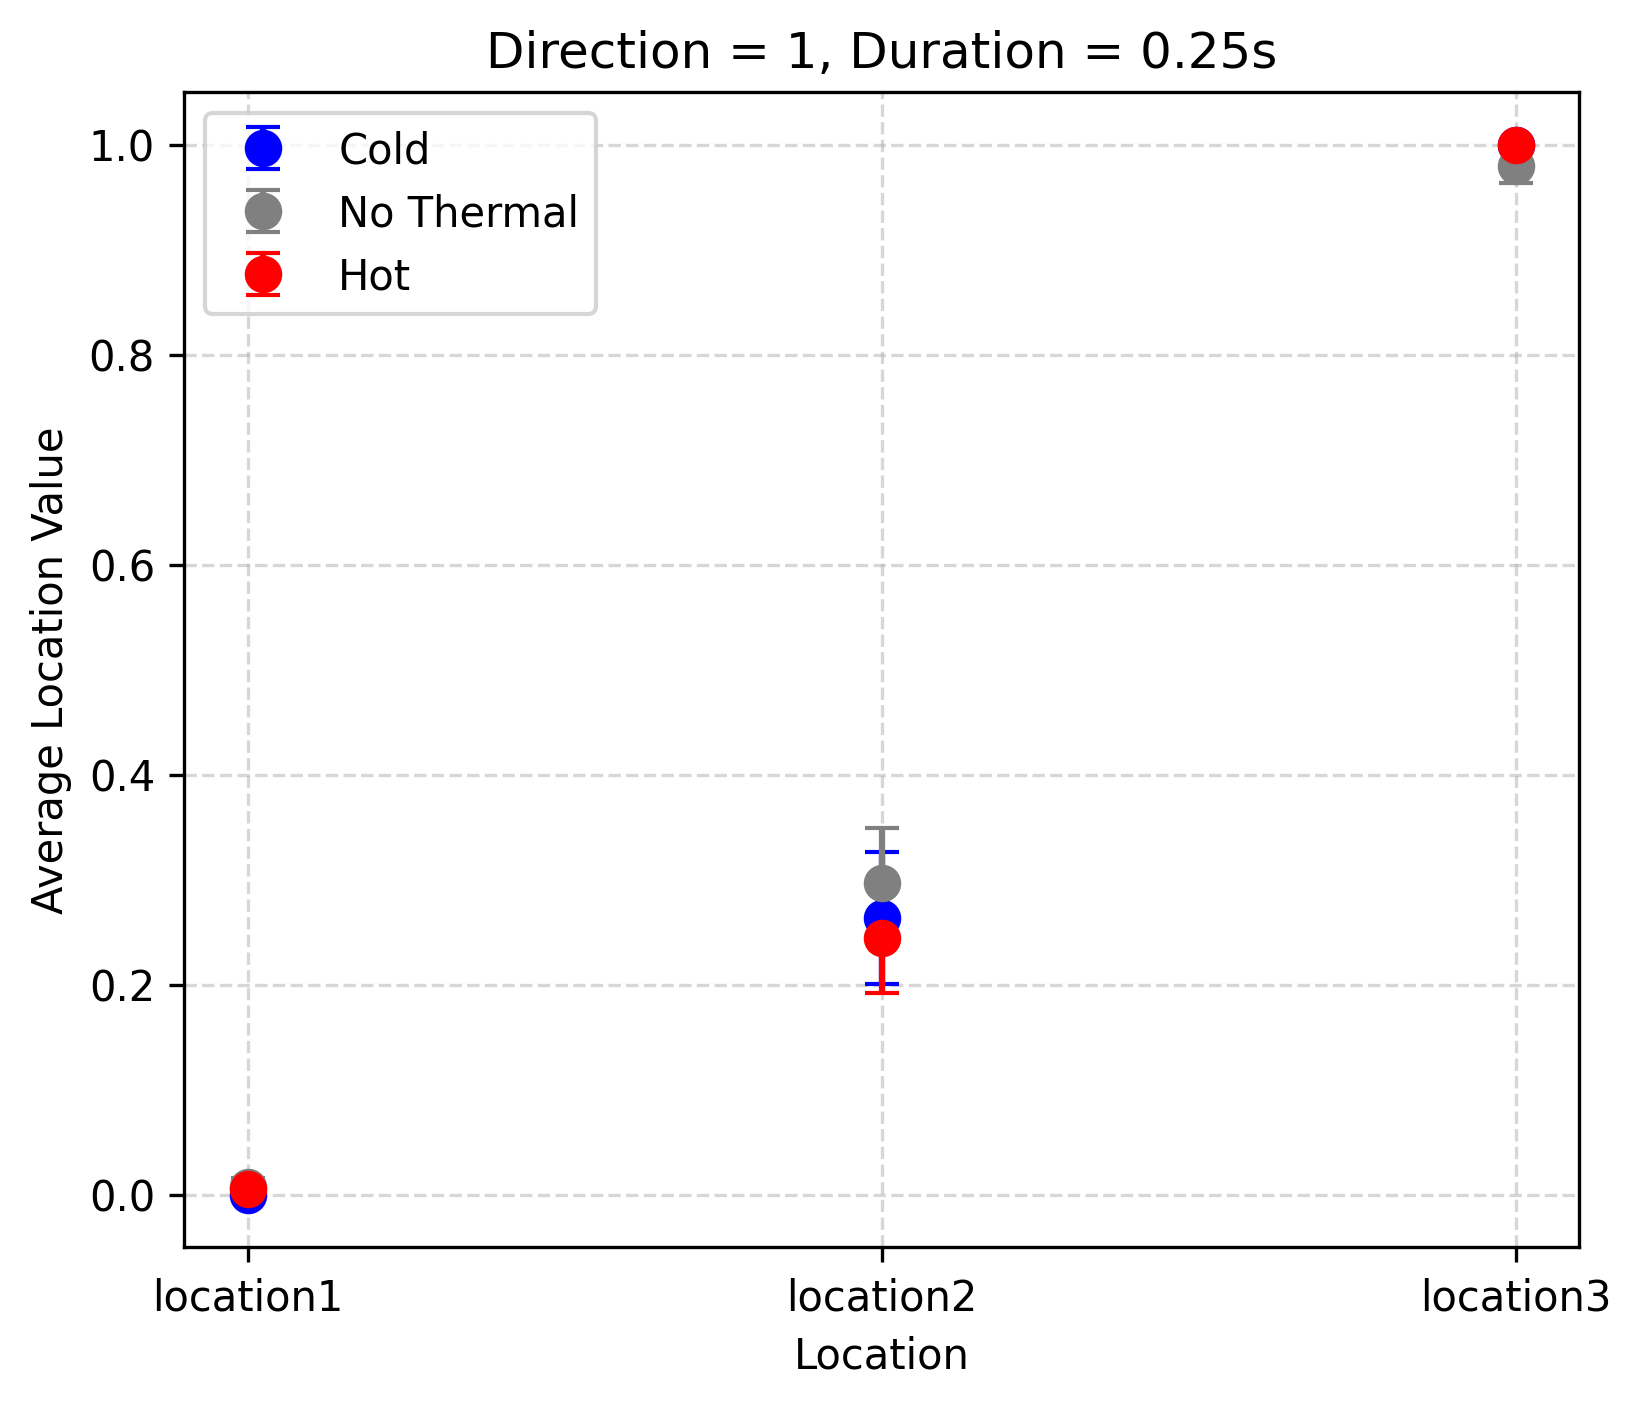 Direction = 1, Duration = 0.25s
Cold
No Thermal
Hot
Average Location Value
1.0
0.8
0.6
0.4
0.2
0.0
location1
location2
location3
Location